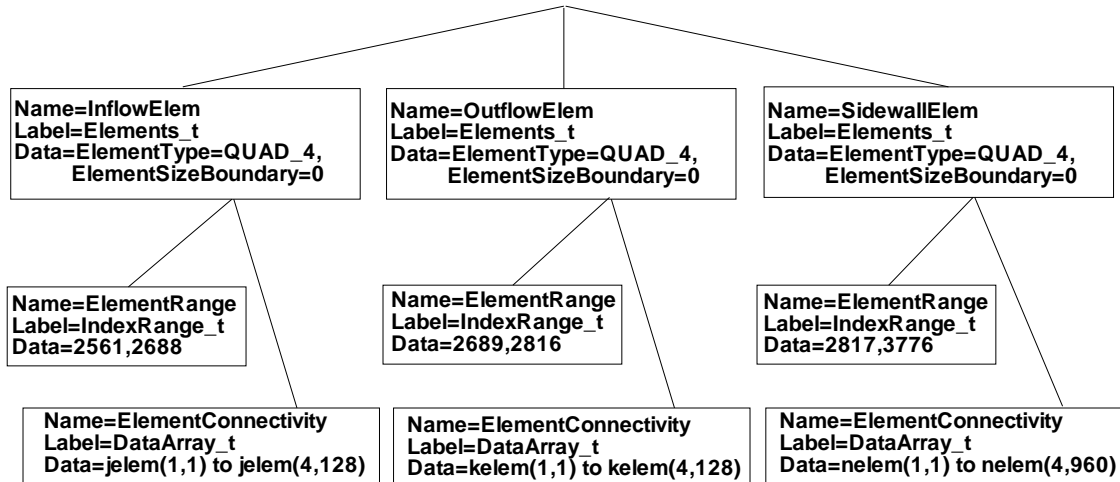 Name=InflowElem
Label=Elements_t
Data=ElementType=QUAD_4,
ElementSizeBoundary=0
Name=OutflowElem
Label=Elements_t
Data=ElementType=QUAD_4,
ElementSizeBoundary=0
Name=SidewallElem
Label=Elements_t
Data=ElementType=QUAD_4,
ElementSizeBoundary=0
Name=ElementRange
Label=IndexRange_t
Data=2561,2688
Name=ElementRange
Label=IndexRange_t
Data=2689,2816
Name=ElementRange
Label=IndexRange_t
Data=2817,3776
Name=ElementConnectivity
Label=DataArray_t
Data=jelem(1,1) to jelem(4,128)
Name=ElementConnectivity
Label=DataArray_t
Data=kelem(1,1) to kelem(4,128)
Name=ElementConnectivity
Label=DataArray_t
Data=nelem(1,1) to nelem(4,960)